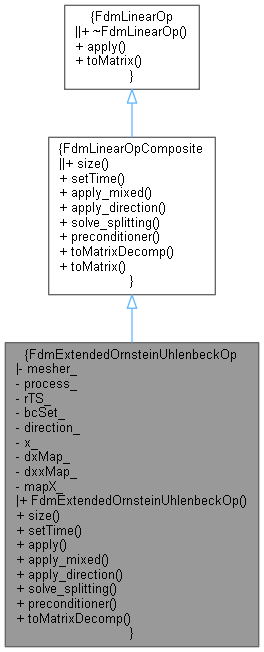 {FdmLinearOp
||+ ~FdmLinearOp()
+ apply()
+ toMatrix()
}
{FdmLinearOpComposite
||+ size()
+ setTime()
+ apply_mixed()
+ apply_direction()
+ solve_splitting()
+ preconditioner()
+ toMatrixDecomp()
+ toMatrix()
}
{FdmExtendedOrnsteinUhlenbeckOp
|- mesher_
- process_
- rTS_
- bcSet_
- direction_
- x_
- dxMap_
- dxxMap_
- mapX_
|+ FdmExtendedOrnsteinUhlenbeckOp()
+ size()
+ setTime()
+ apply()
+ apply_mixed()
+ apply_direction()
+ solve_splitting()
+ preconditioner()
+ toMatrixDecomp()
}